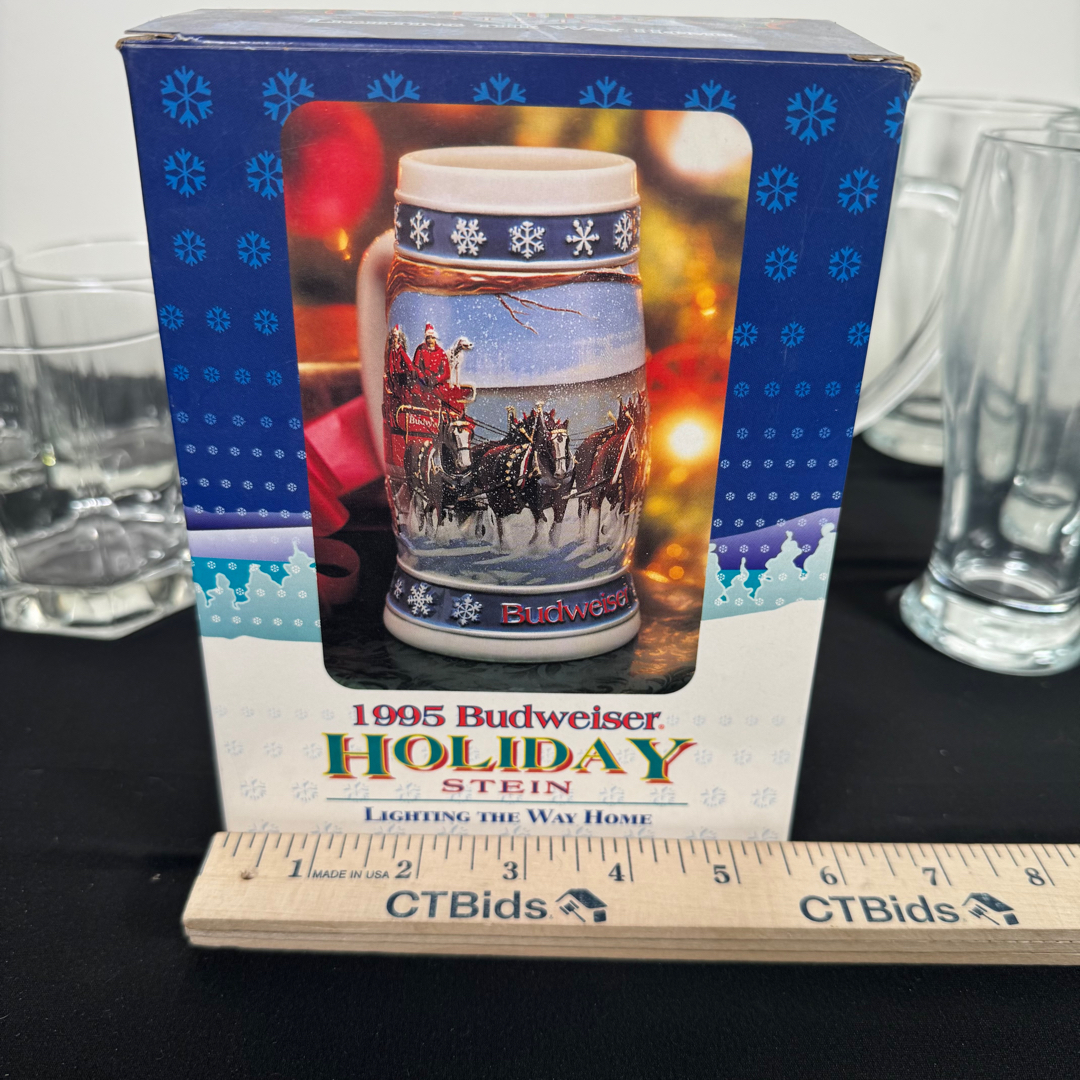 Budweiser
1995 Budweiser
HOLIDAY
STEIN
LIGHTING THE WAY HOME
1 2 3 4 5 6 7 8
MADE IN USA
CTBids CTBids